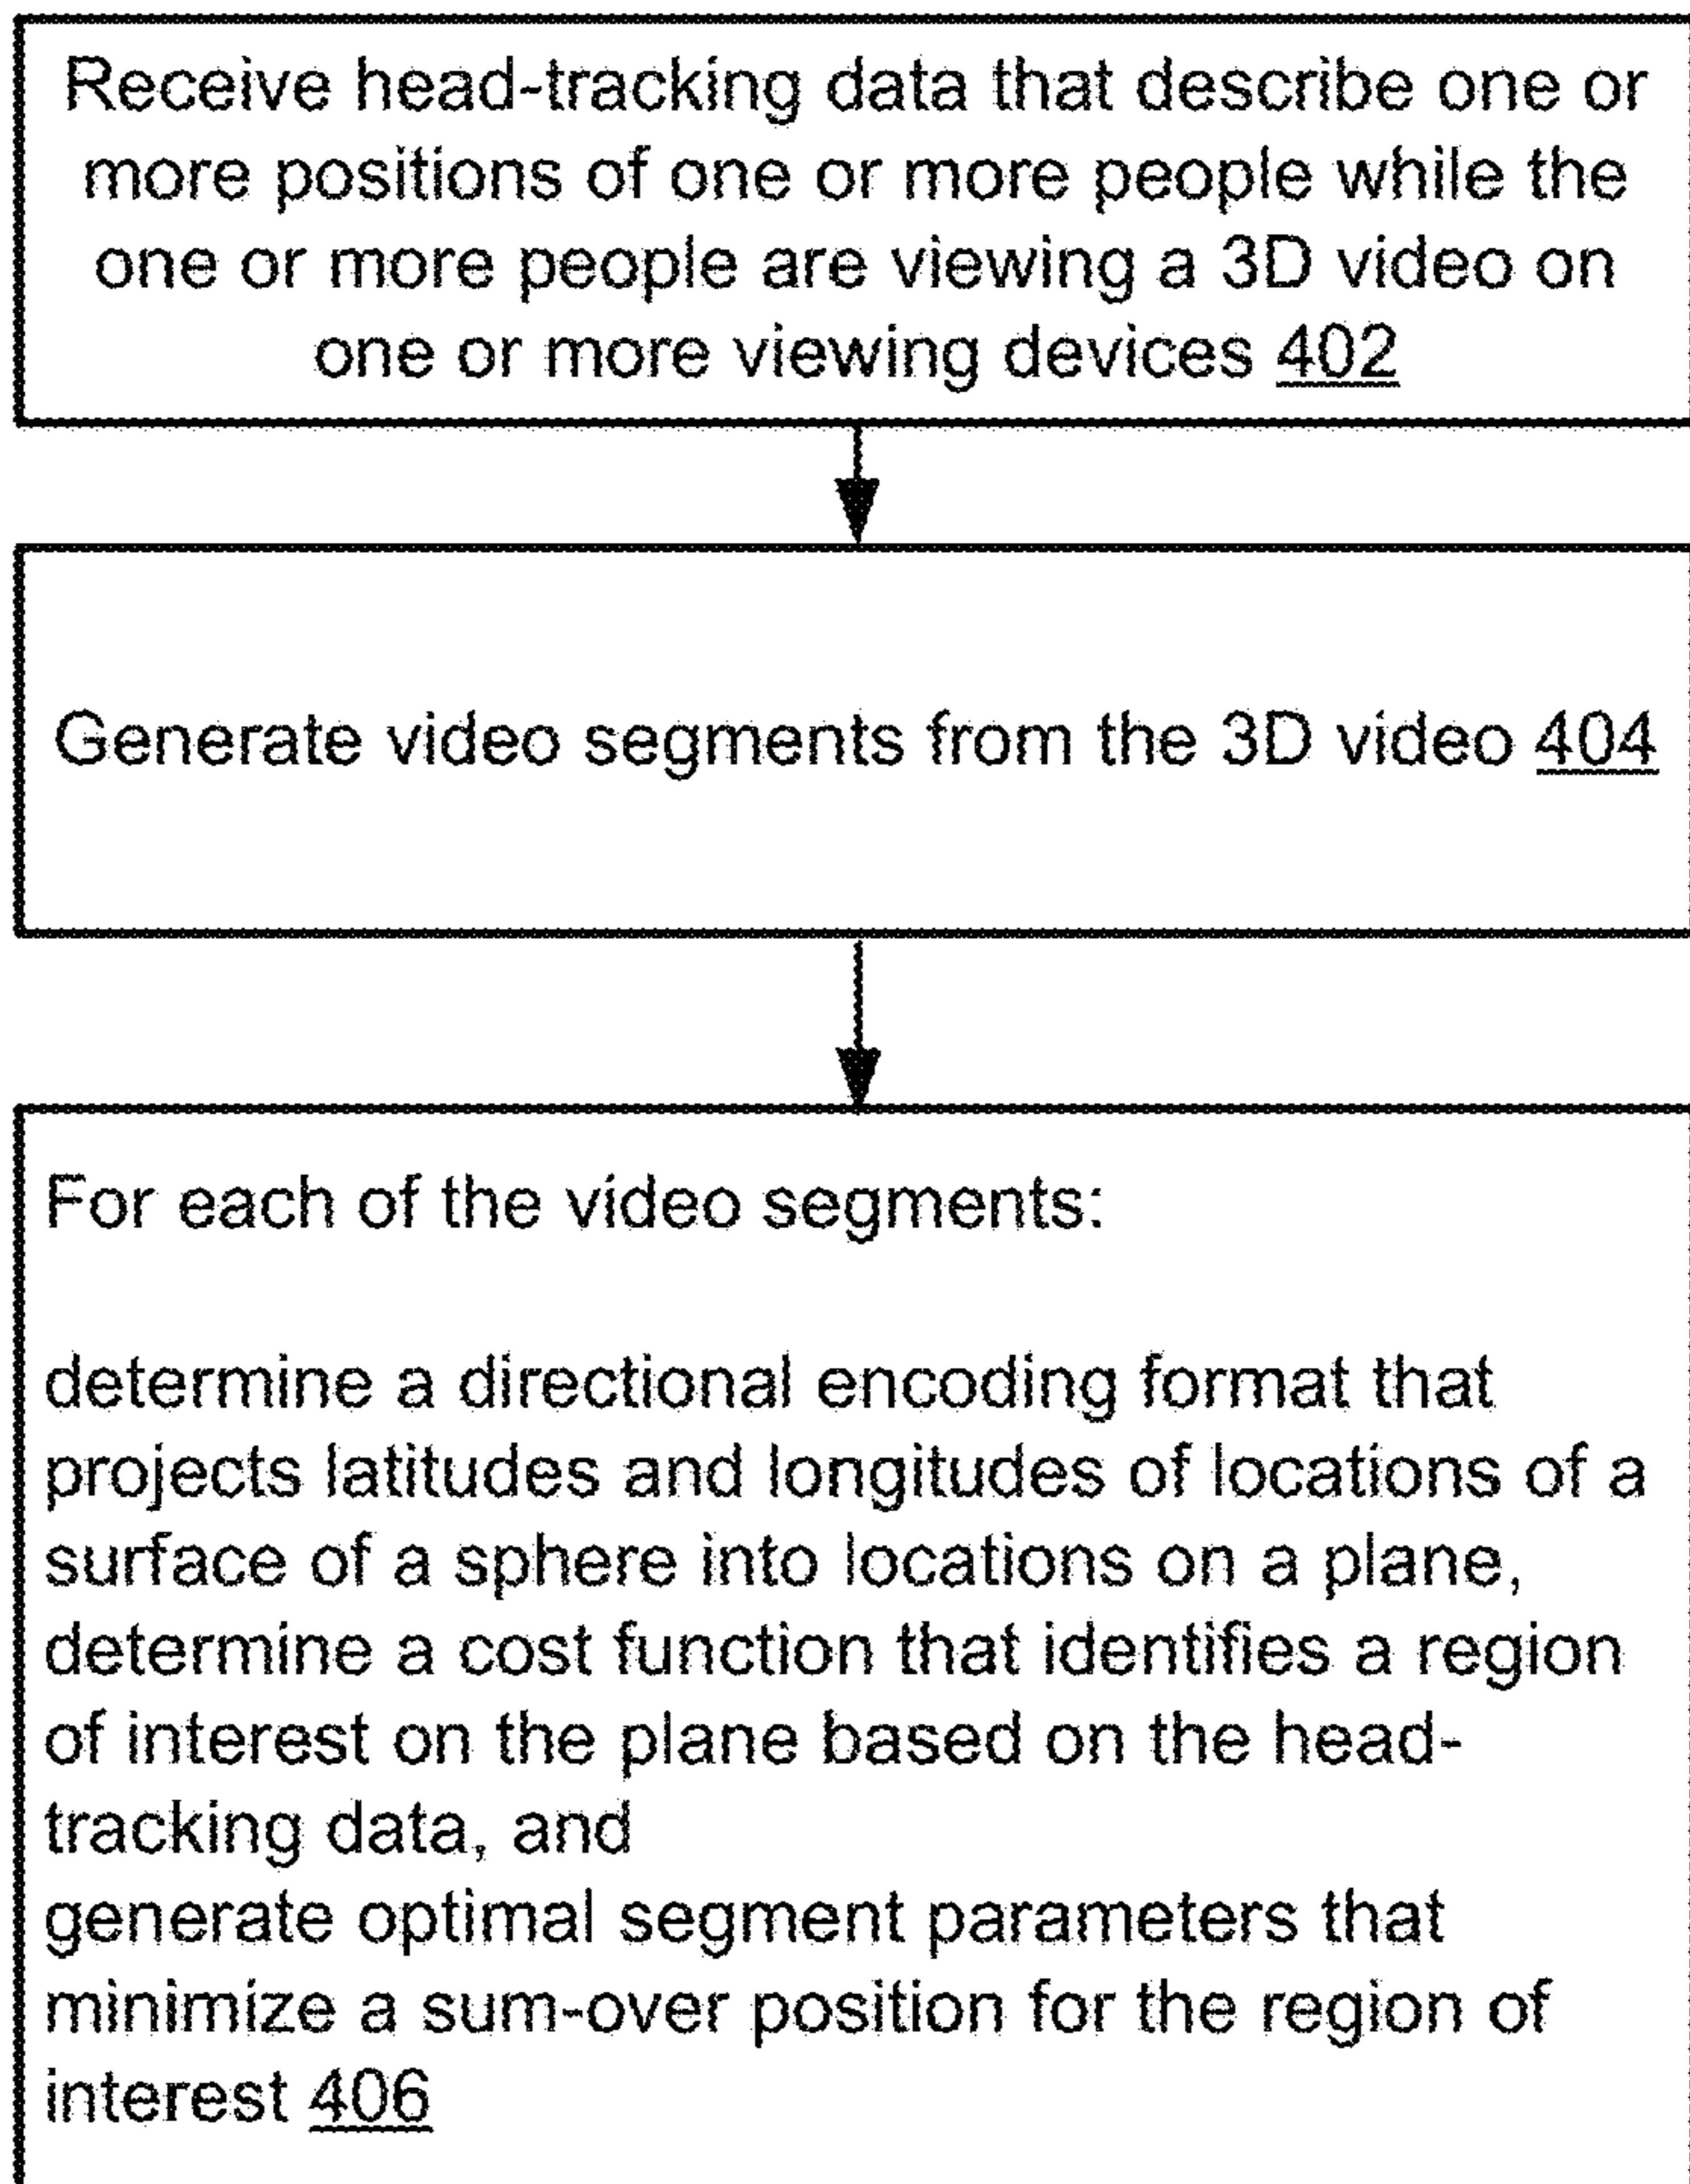 Receive head-tracking data that describe one or
more positions of one or more people while the
one or more people are viewing a 3D video on
one or more viewing devices 402
Generate video segments from the 3D video 404
For each of the video segments:
determine a directional encoding format that
projects latitudes and longitudes of locations of a
surface of a sphere into locations on a plane,
determine a cost function that identifies a region
of interest on the plane based on the head-
tracking data, and
generate optimal segment parameters that
minimize a sum-over position for the region of
interest 406